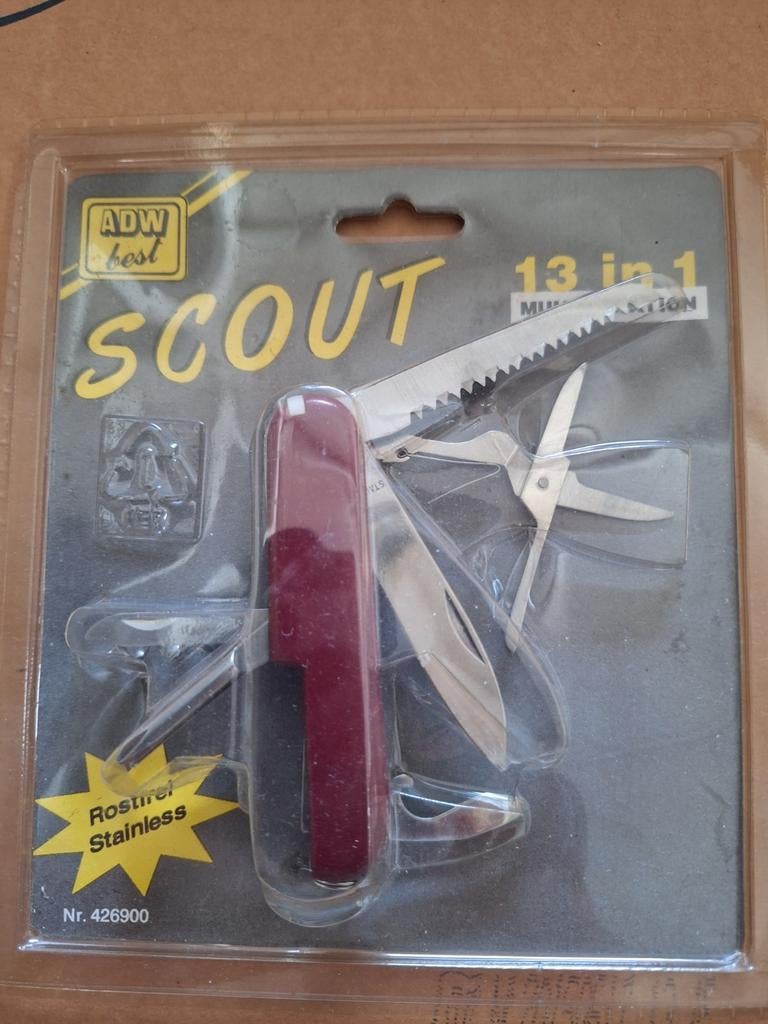 ADW
best
SCOUT
13 in 1
Rostfrei
Stainless
Nr. 426900